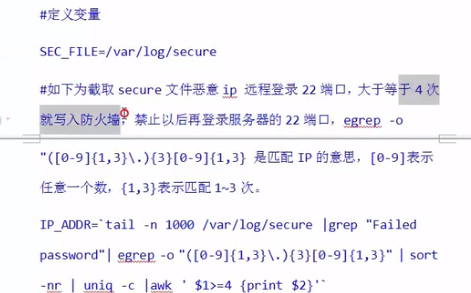 #定义变量
SEC_FILE=/var/log/secure
#如下为截取 secure 文件恶意 ip 远程登录 22 端口，大于等于 4 次
就写入防火墙，禁止以后再登录服务器的 22 端口，egrep -o
"([0-9]{1,3}\.){3}[0-9]{1,3} 是匹配 IP 的意思，[0-9]表示
任意一个数，{1,3}表示匹配 1~3 次。
IP_ADDR=`tail -n 1000 /var/log/secure |grep "Failed
password"| egrep -o "([0-9]{1,3}\.){3}[0-9]{1,3}" | sort
-nr | uniq -c |awk ' $1>=4 {print $2}'`